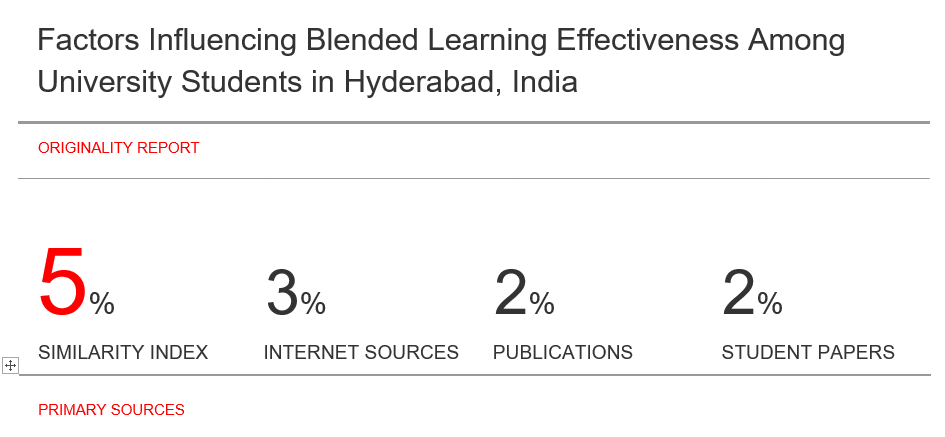 Factors Influencing Blended Learning Effectiveness Among
University Students in Hyderabad, India
ORIGINALITY REPORT
5% 3% 2% 2%
SIMILARITY INDEX INTERNET SOURCES PUBLICATIONS STUDENT PAPERS
PRIMARY SOURCES